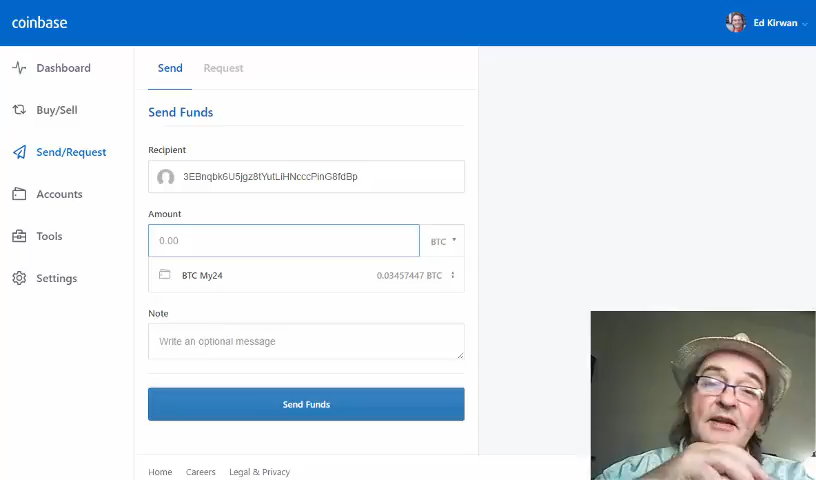 coinbase
Ed Kirwan
Dashboard
Buy/Sell
Send/Request
Accounts
Tools
Settings
Send Request
Send Funds
Recipient
3EBnqbk6U5jgz8tYutLiHNcccPinG8fdBp
Amount
0.00 BTC
BTC My24 0.03457447 BTC
Note
Write an optional message
Send Funds
Home Careers Legal & Privacy